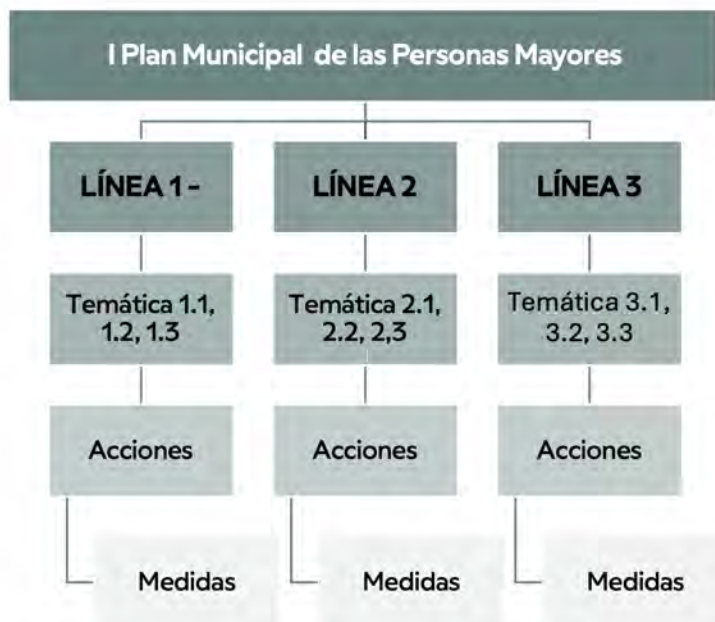 I Plan Municipal de las Personas Mayores
LÍNEA 1 -
LÍNEA 2
LÍNEA 3
Temática 1.1,
1.2, 1.3
Temática 2.1,
2.2, 2,3
Temática 3.1,
3.2, 3.3
Acciones
Acciones
Acciones
Medidas
Medidas
Medidas